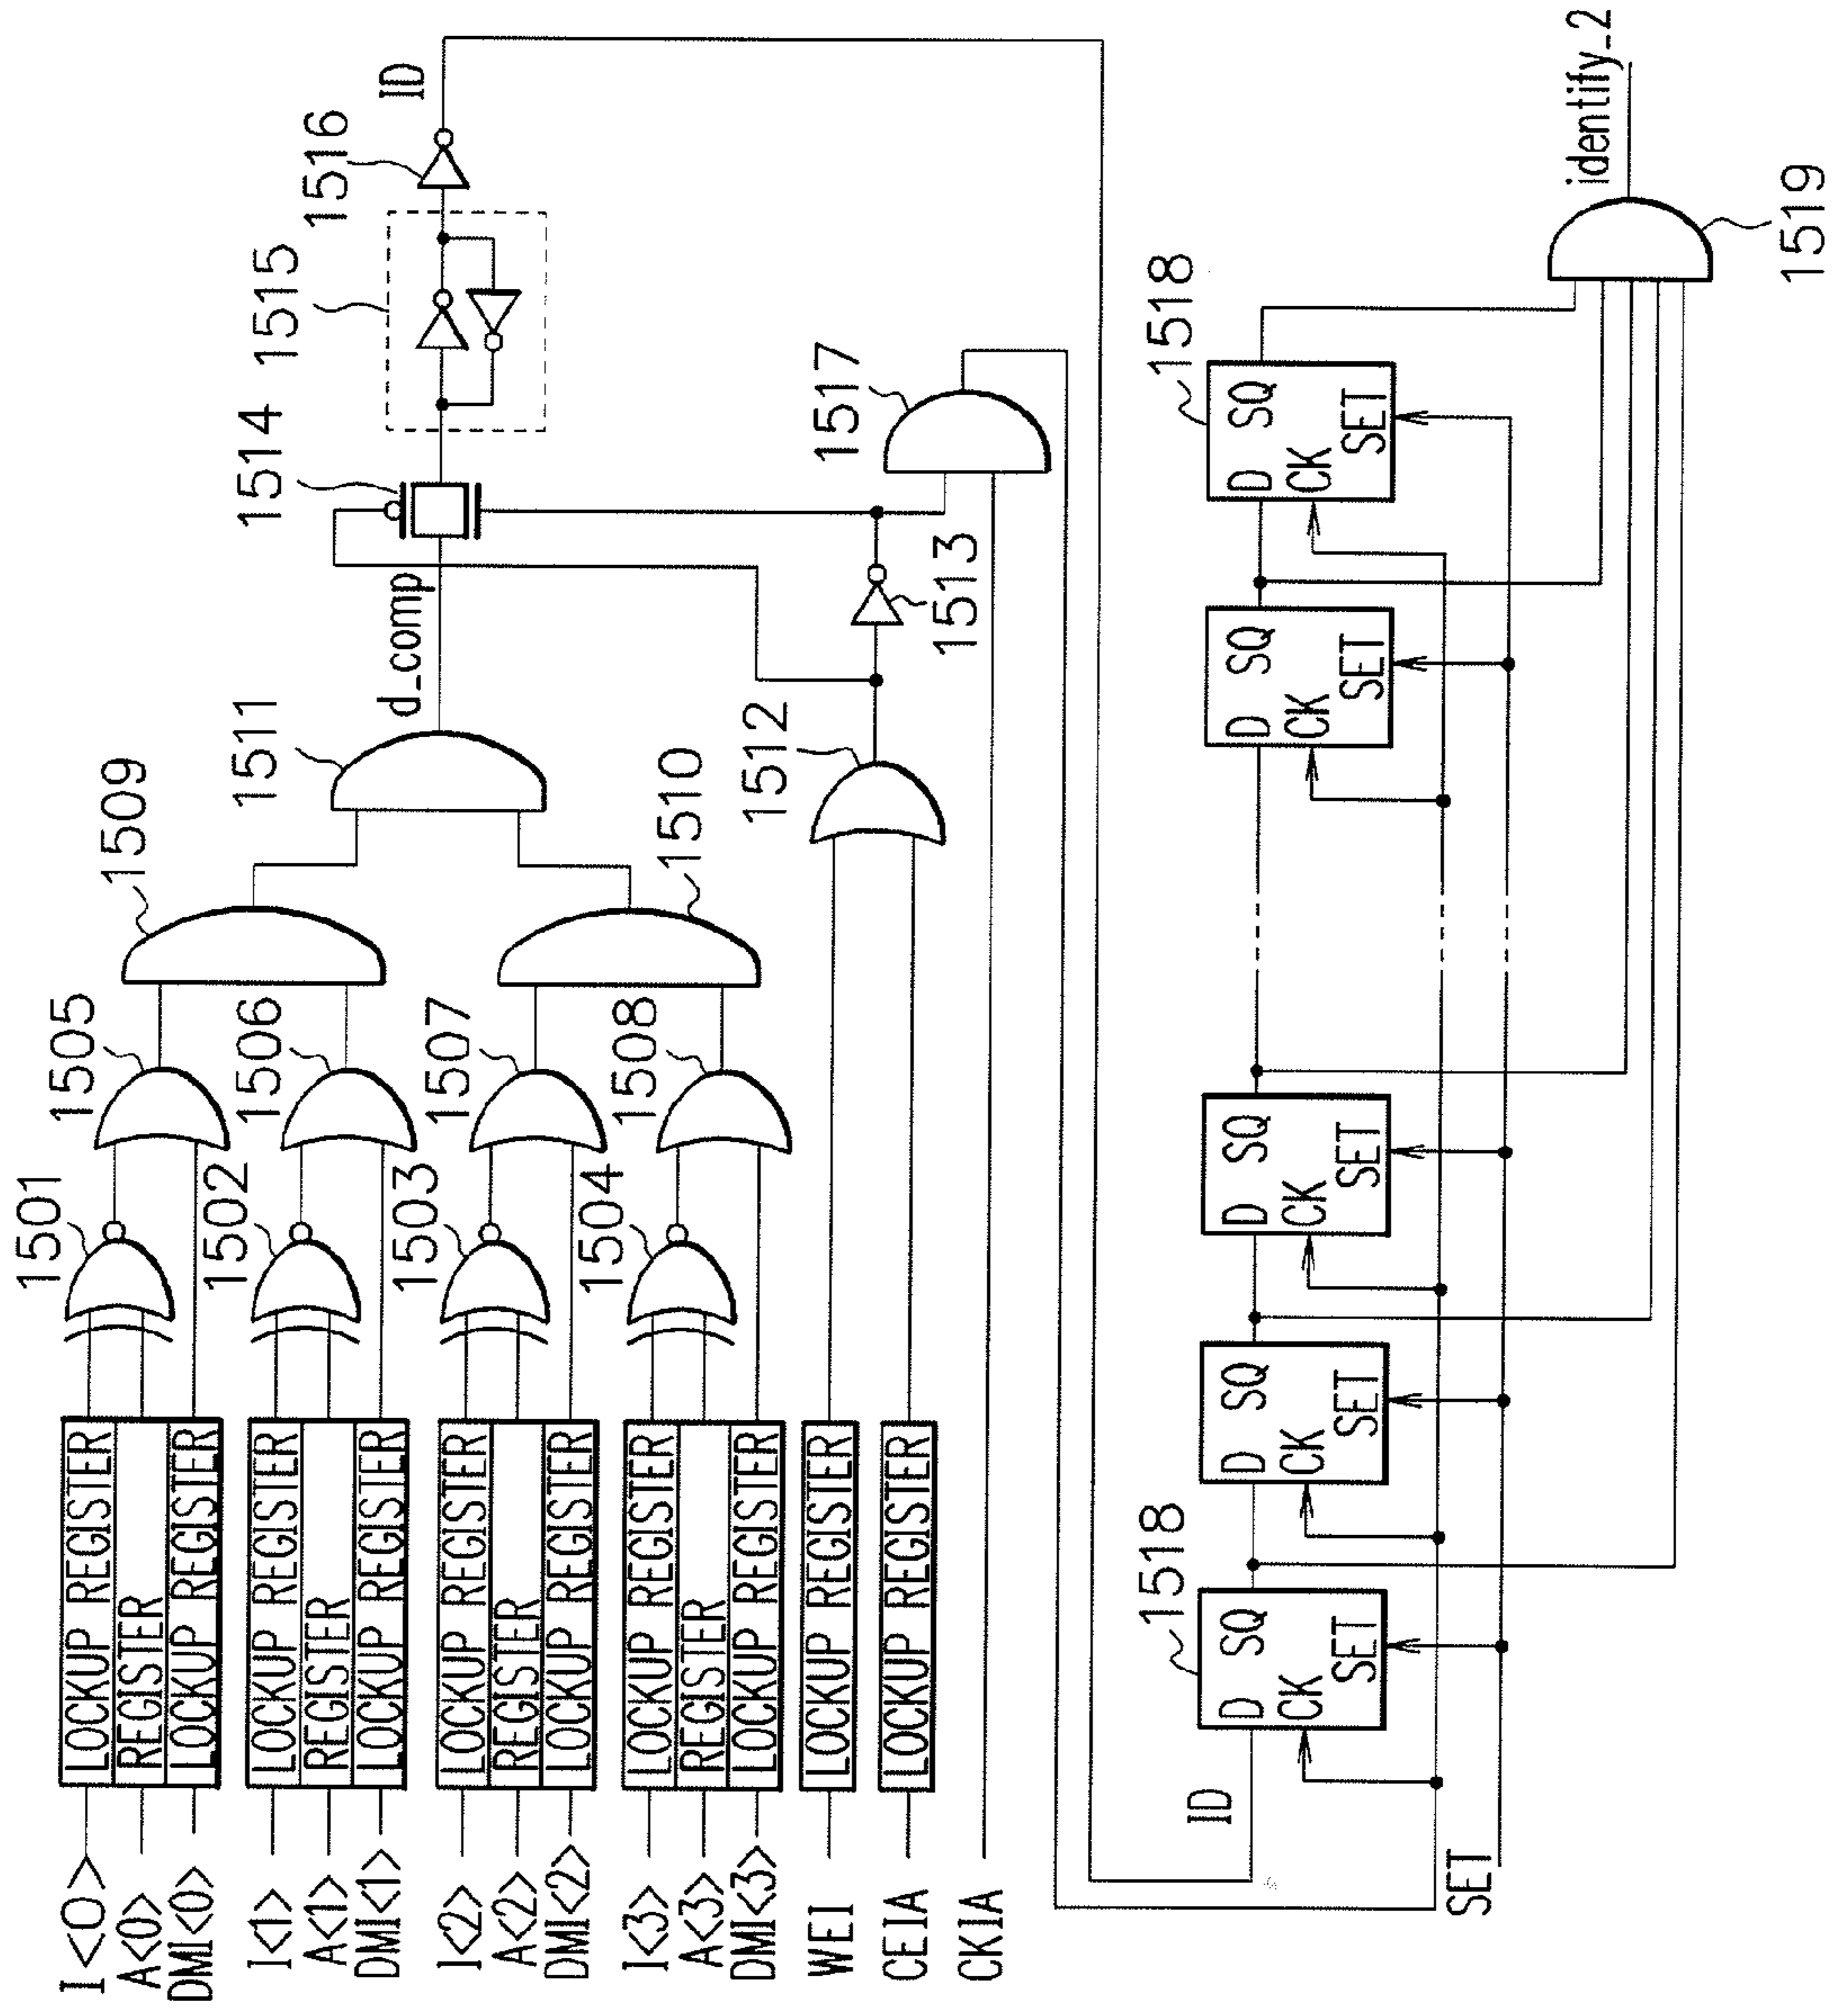 I<0>
A<0>
DMI<0>
LOCKUP REGISTER
REGISTER
LOCKUP REGISTER
1501
1505
1509
I<1>
A<1>
DMI<1>
LOCKUP REGISTER
REGISTER
LOCKUP REGISTER
1502
1506
1511
I<2>
A<2>
DMI<2>
LOCKUP REGISTER
REGISTER
LOCKUP REGISTER
1503
1507
d_comp
1514
1515
1516
ID
I<3>
A<3>
DMI<3>
LOCKUP REGISTER
REGISTER
LOCKUP REGISTER
1504
1508
1510
WEI
LOCKUP REGISTER
1512
1517
CEIA
LOCKUP REGISTER
1513
CKIA
ID
1518
1518
D SQ
CK
SET
D SQ
CK
SET
D SQ
CK
SET
D SQ
CK
SET
D SQ
CK
SET
SET
identify_2
1519